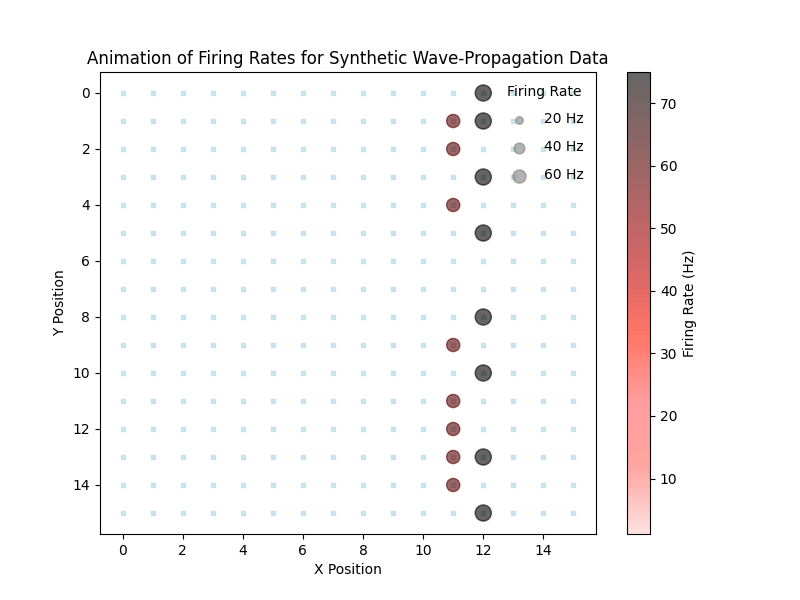 Animation of Firing Rates for Synthetic Wave-Propagation Data
Firing Rate
20 Hz
40 Hz
60 Hz
0
2
4
6
8
10
12
14
Y Position
0
2
4
6
8
10
12
14
X Position
70
60
50
40
30
20
10
Firing Rate (Hz)